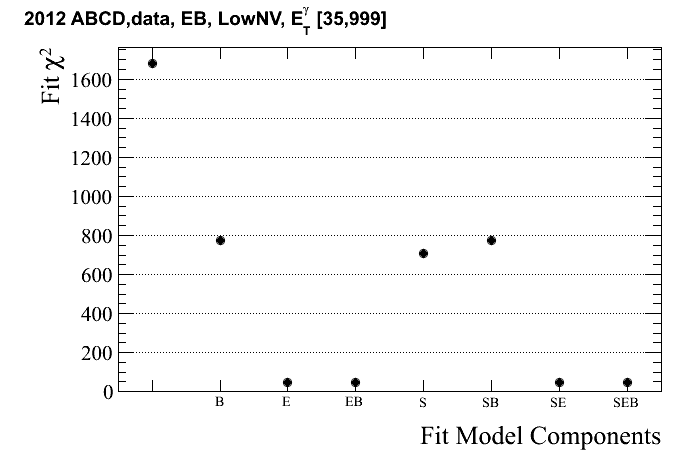 2012 ABCD,data, EB, LowNV, E_T^γ [35,999]
Fit χ²
1600
1400
1200
1000
800
600
400
200
0
B E EB S SB SE SEB
Fit Model Components